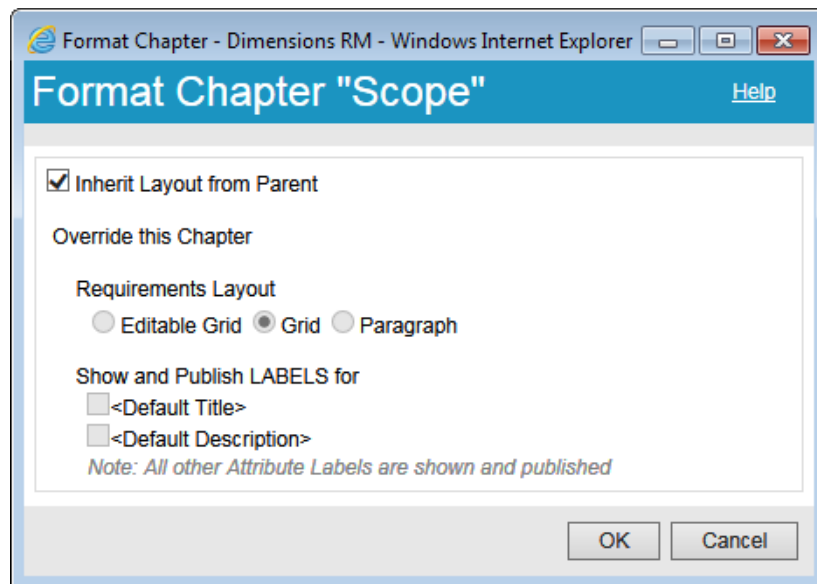 Format Chapter - Dimensions RM - Windows Internet Explorer
Format Chapter "Scope" Help
Inherit Layout from Parent
Override this Chapter
Requirements Layout
Editable Grid Grid Paragraph
Show and Publish LABELS for
<Default Title>
<Default Description>
Note: All other Attribute Labels are shown and published
OK Cancel